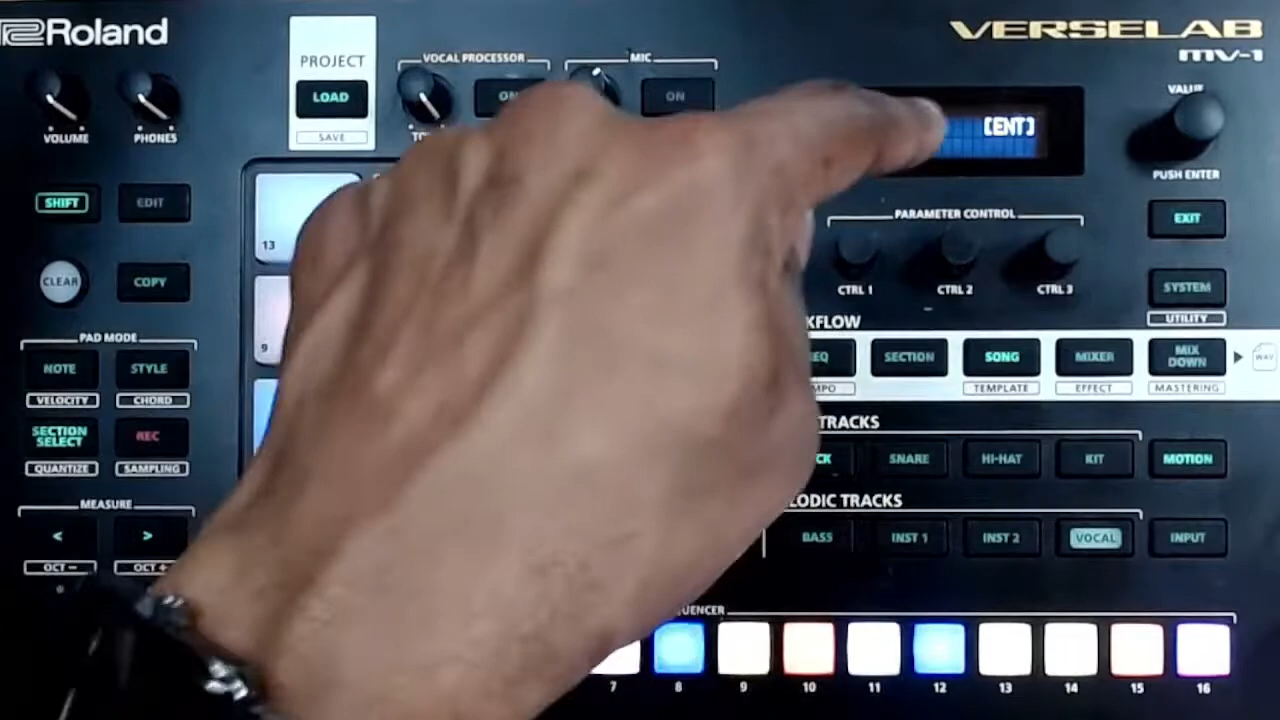 Roland
VERSELAB
mv-1
VOLUME
PHONES
PROJECT
LOAD
SAVE
VOCAL PROCESSOR
MIC
ON
[ENT]
VALUE
PUSH ENTER
SHIFT
EDIT
CLEAR
COPY
13
9
PARAMETER CONTROL
CTRL 1
CTRL 2
CTRL 3
EXIT
SYSTEM
UTILITY
PAD MODE
NOTE
STYLE
VELOCITY
CHORD
SECTION
SELECT
REC
QUANTIZE
SAMPLING
MEASURE
<
>
OCT −
OCT +
SECTION
SONG
MIXER
MIX
DOWN
WAV
TEMPLATE
EFFECT
MASTERING
TRACKS
SNARE
HI-HAT
KIT
MOTION
BASS
INST 1
INST 2
VOCAL
INPUT
7
8
9
10
11
12
13
14
15
16